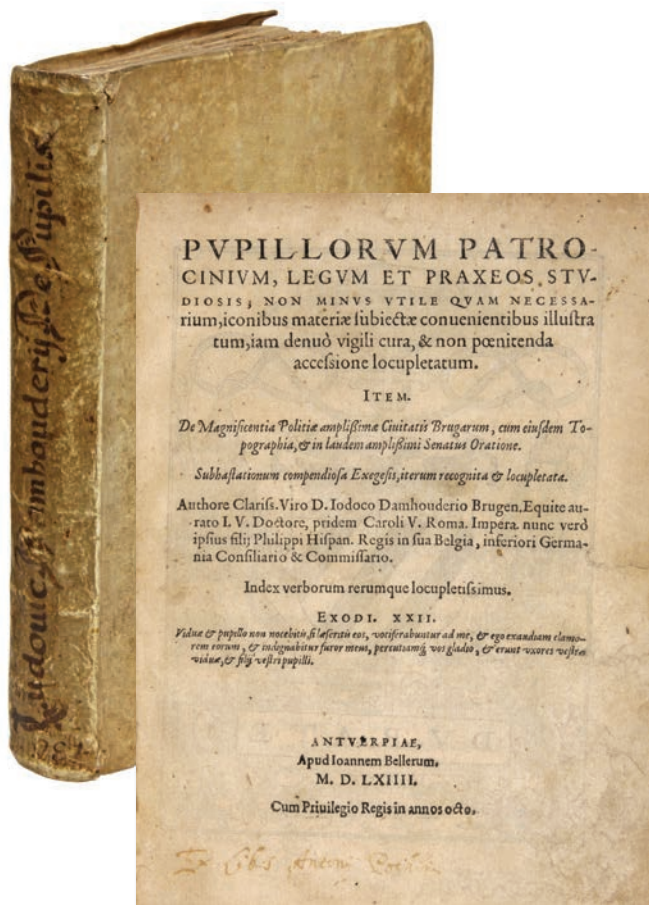 Damhouderij De Pupilis
PVPILLORVM PATRO-
CINIVM, LEGVM ET PRAXEOS STV-
DIOSIS, NON MINVS VTILE QVAM NECESSA-
rium, iconibus materiæ ſubiectæ conuenientibus illuſtra
tum, iam denuò vigili cura, & non pœnitenda
acceſsione locupletatum.
ITEM.
De Magnificentia Politiæ ampliſsimæ Ciuitatis Brugarum, cum eiuſdem To-
pographia, & in laudem ampliſsimi Senatus Oratione.
Subhaſtationum compendioſa Exegeſis, iterum recognita & locupletata.
Authore Clariſs. Viro D. Iodoco Damhouderio Brugen. Equite au-
rato I. V. Doctore, pridem Caroli V. Roma. Impera. nunc verò
ipſius filij Philippi Hiſpan. Regis in ſua Belgia, inferiori Germa-
nia Conſiliario & Commiſſario.
Index verborum rerumque locupletiſsimus.
EXODI. XXII.
Viduæ & pupillo non nocebitis, ſi læſeritis eos, vociferabuntur ad me, & ego exaudiam clamo-
rem eorum, & indignabitur furor meus, percutiamq́; vos gladio, & erunt vxores veſtræ
viduæ, & filij veſtri pupilli.
ANTVERPIAE,
Apud Ioannem Bellerum.
M. D. LXIIII.
Cum Priuilegio Regis in annos octo.